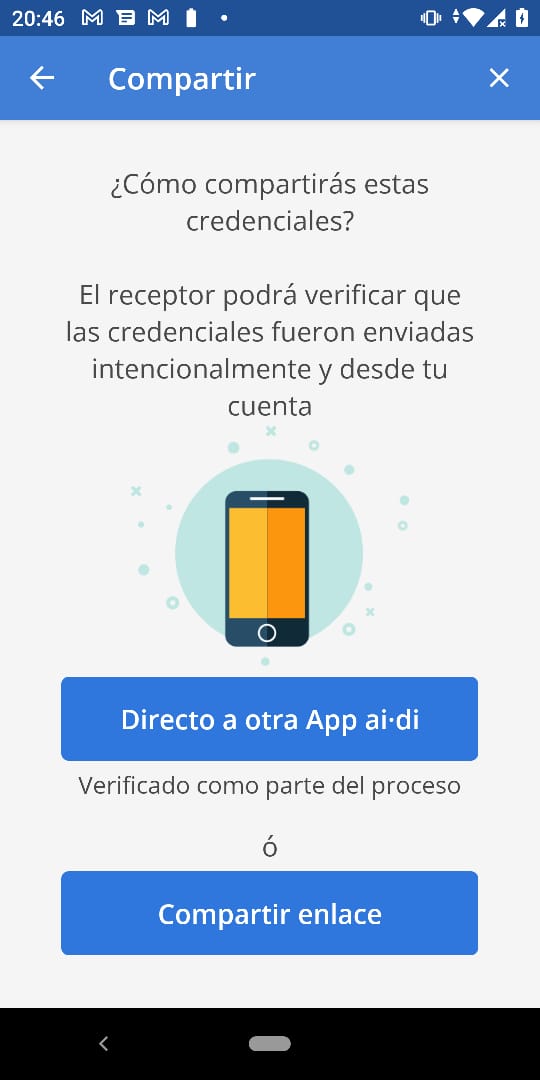 20:46
Compartir
¿Cómo compartirás estas
credenciales?
El receptor podrá verificar que
las credenciales fueron enviadas
intencionalmente y desde tu
cuenta
Directo a otra App ai·di
Verificado como parte del proceso
ó
Compartir enlace